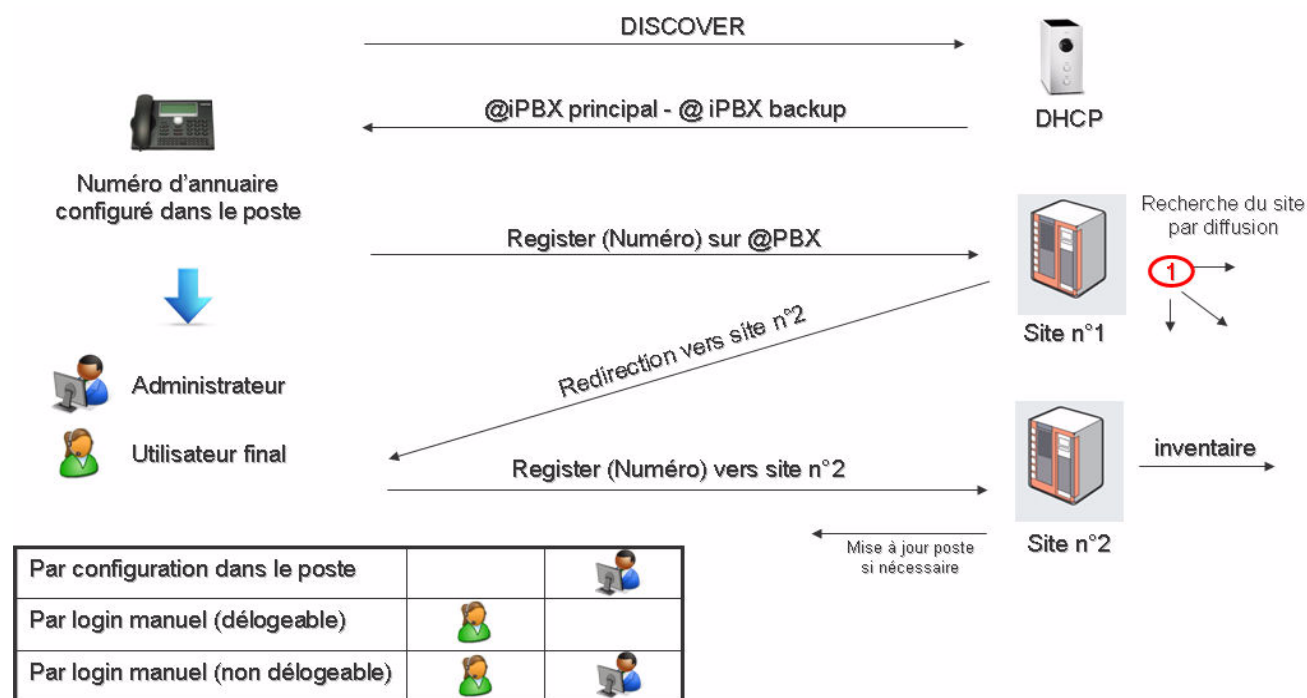 DISCOVER
@iPBX principal - @ iPBX backup
DHCP
Numéro d'annuaire
configuré dans le poste
Recherche du site
par diffusion
Register (Numéro) sur @PBX
1
Site n°1
Redirection vers site n°2
Administrateur
Utilisateur final
Register (Numéro) vers site n°2
inventaire
Mise à jour poste
si nécessaire
Site n°2
Par configuration dans le poste
Par login manuel (délogeable)
Par login manuel (non délogeable)